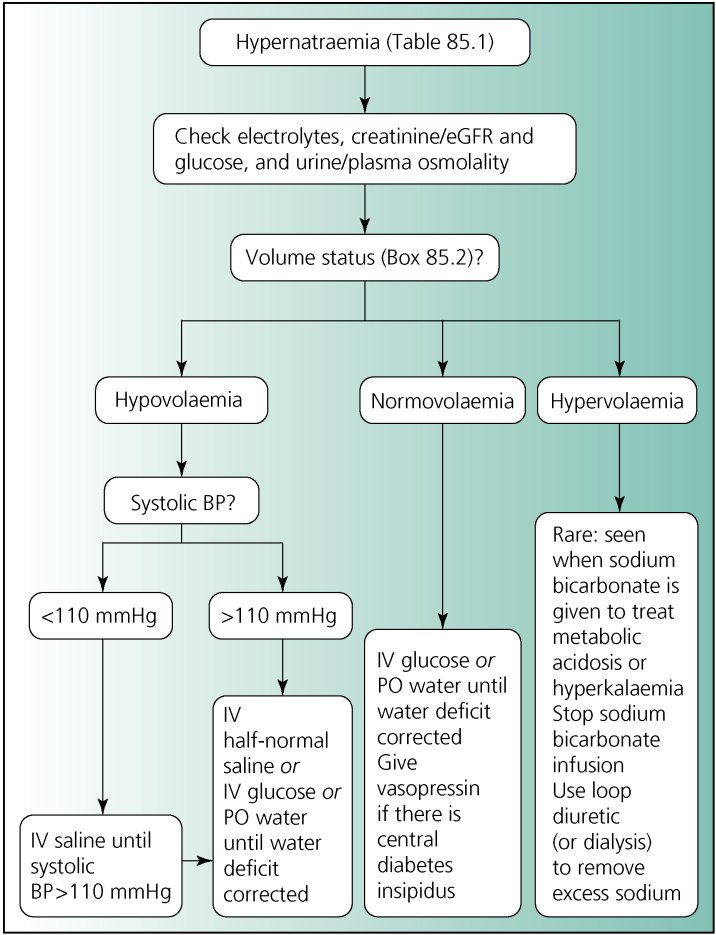 Hypernatraemia (Table 85.1)
Check electrolytes, creatinine/eGFR and
glucose, and urine/plasma osmolality
Volume status (Box 85.2)?
Hypovolaemia
Normovolaemia
Hypervolaemia
Systolic BP?
<110 mmHg
>110 mmHg
IV saline until
systolic
BP>110 mmHg
IV
half-normal
saline or
IV glucose or
PO water
until water
deficit
corrected
IV glucose or
PO water until
water deficit
corrected
Give
vasopressin
if there is
central
diabetes
insipidus
Rare: seen
when sodium
bicarbonate is
given to treat
metabolic
acidosis or
hyperkalaemia
Stop sodium
bicarbonate
infusion
Use loop
diuretic
(or dialysis)
to remove
excess sodium